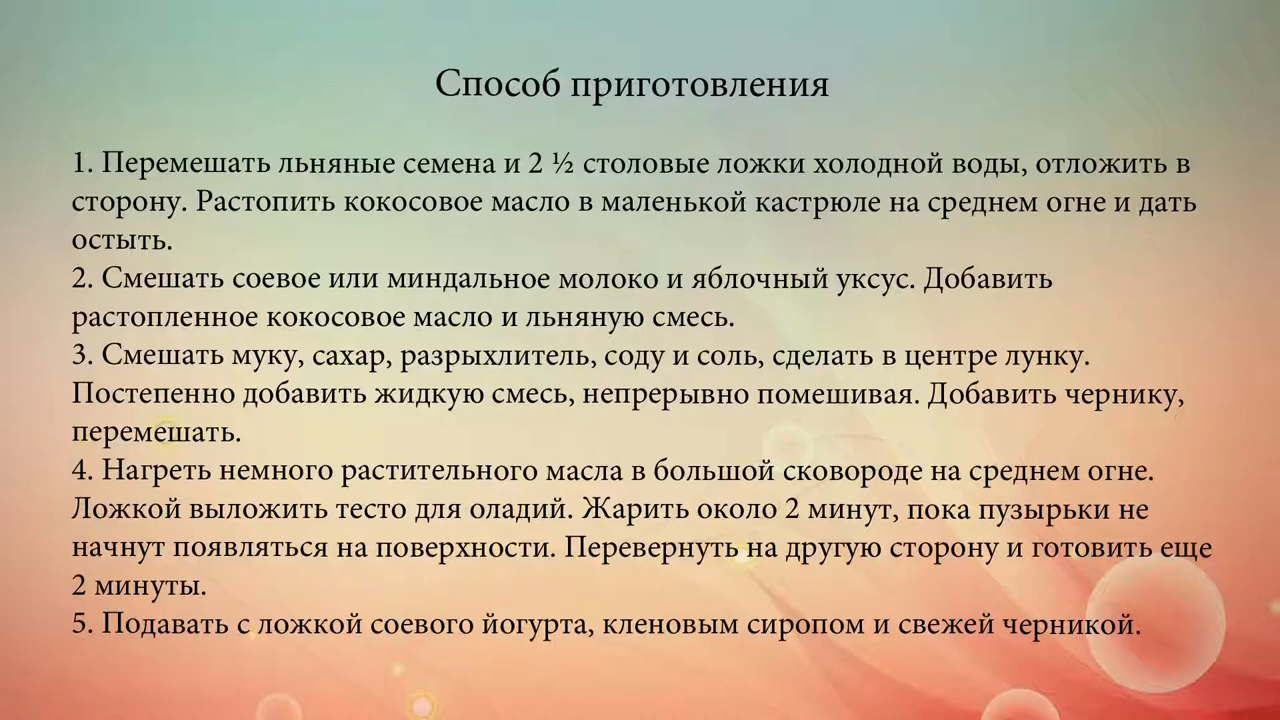 Способ приготовления
1. Перемешать льняные семена и 2 ½ столовые ложки холодной воды, отложить в
сторону. Растопить кокосовое масло в маленькой кастрюле на среднем огне и дать
остыть.
2. Смешать соевое или миндальное молоко и яблочный уксус. Добавить
растопленное кокосовое масло и льняную смесь.
3. Смешать муку, сахар, разрыхлитель, соду и соль, сделать в центре лунку.
Постепенно добавить жидкую смесь, непрерывно помешивая. Добавить чернику,
перемешать.
4. Нагреть немного растительного масла в большой сковороде на среднем огне.
Ложкой выложить тесто для оладий. Жарить около 2 минут, пока пузырьки не
начнут появляться на поверхности. Перевернуть на другую сторону и готовить еще
2 минуты.
5. Подавать с ложкой соевого йогурта, кленовым сиропом и свежей черникой.